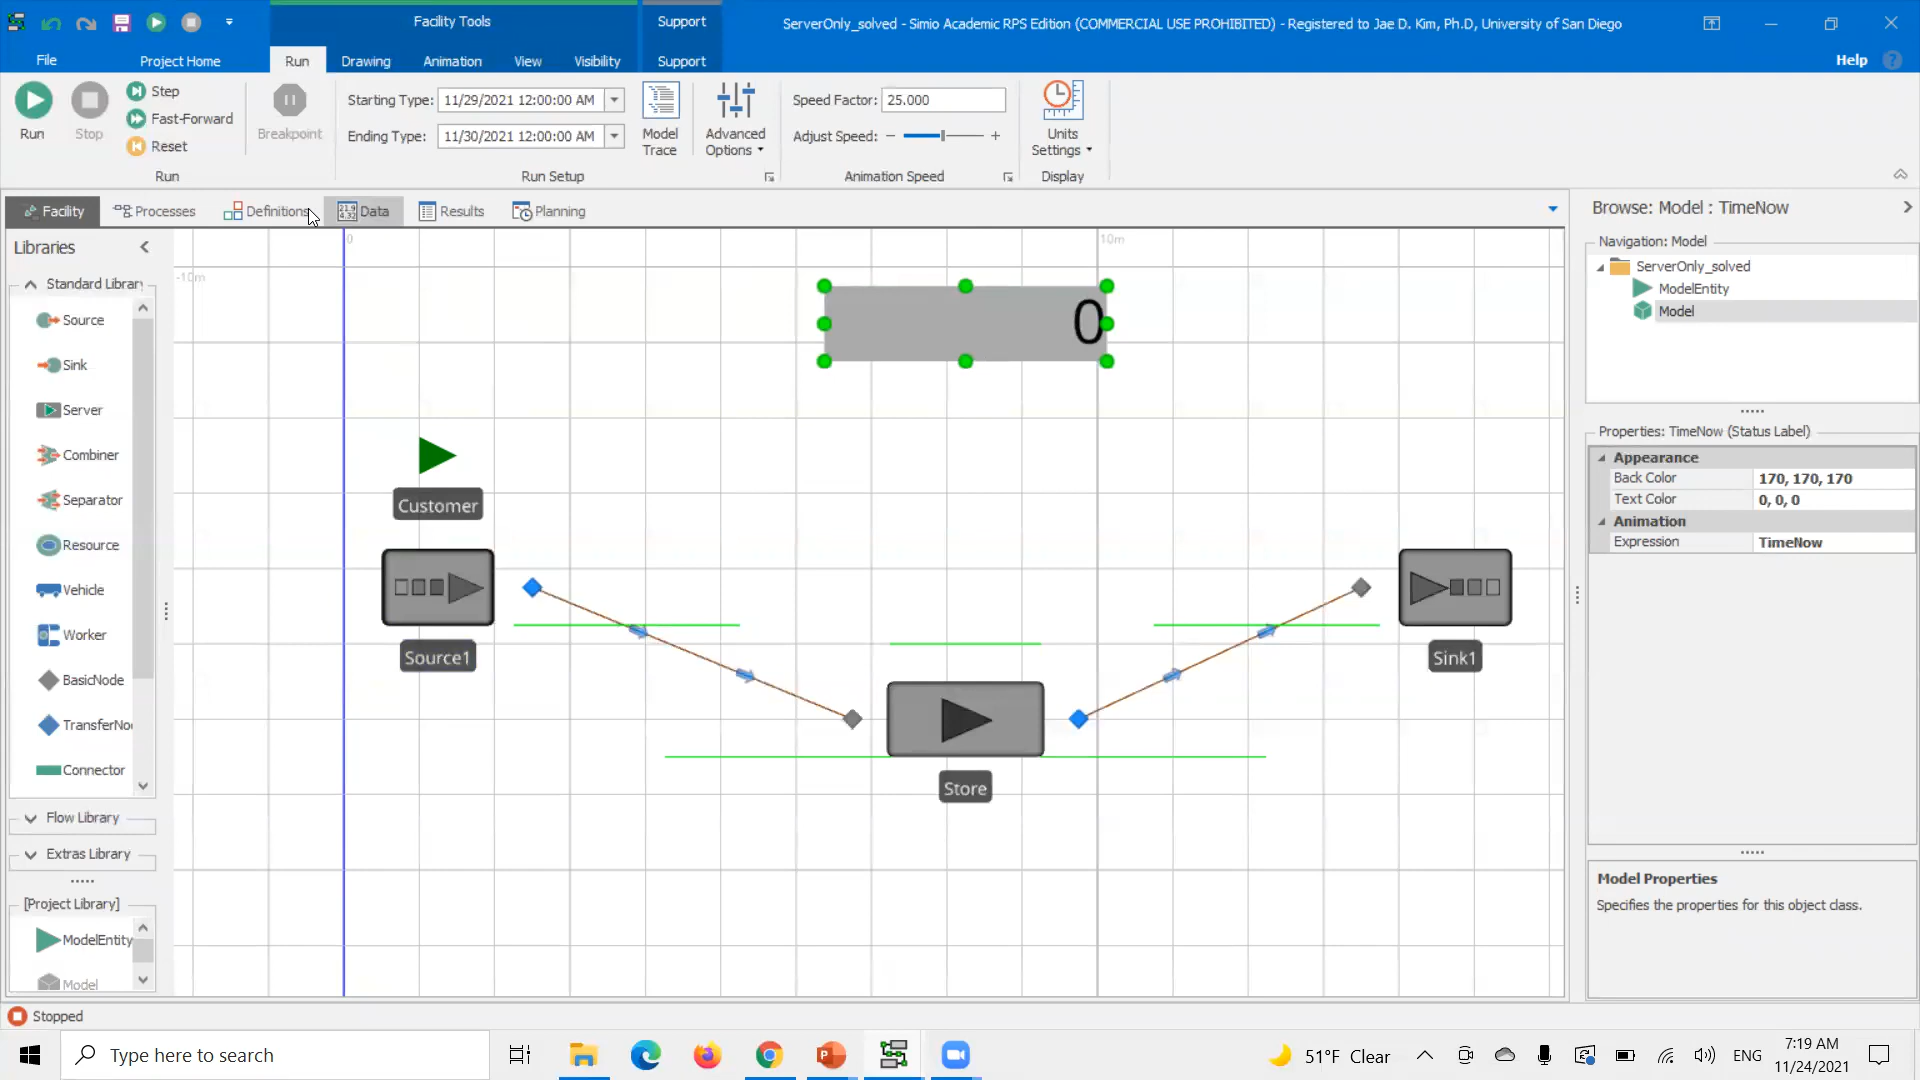 Facility Tools
Support
ServerOnly_solved - Simio Academic RPS Edition (COMMERCIAL USE PROHIBITED) - Registered to Jae D. Kim, Ph.D, University of San Diego
File
Project Home
Run
Drawing
Animation
View
Visibility
Support
Help
Run
Stop
Step
Fast-Forward
Reset
Run
Breakpoint
Starting Type: 11/29/2021 12:00:00 AM
Ending Type: 11/30/2021 12:00:00 AM
Run Setup
Model
Trace
Advanced
Options
Speed Factor: 25.000
Adjust Speed:
Animation Speed
Units
Settings
Display
Facility
Processes
Definitions
Data
Results
Planning
Libraries
Standard Library
Source
Sink
Server
Combiner
Separator
Resource
Vehicle
Worker
BasicNode
TransferNo
Connector
Flow Library
Extras Library
[Project Library]
ModelEntity
Model
0
10m
-10m
0
Customer
Source1
Store
Sink1
Browse: Model : TimeNow
Navigation: Model
ServerOnly_solved
ModelEntity
Model
Properties: TimeNow (Status Label)
Appearance
Back Color 170, 170, 170
Text Color 0, 0, 0
Animation
Expression TimeNow
Model Properties
Specifies the properties for this object class.
Stopped
Type here to search
51°F Clear
ENG
7:19 AM
11/24/2021